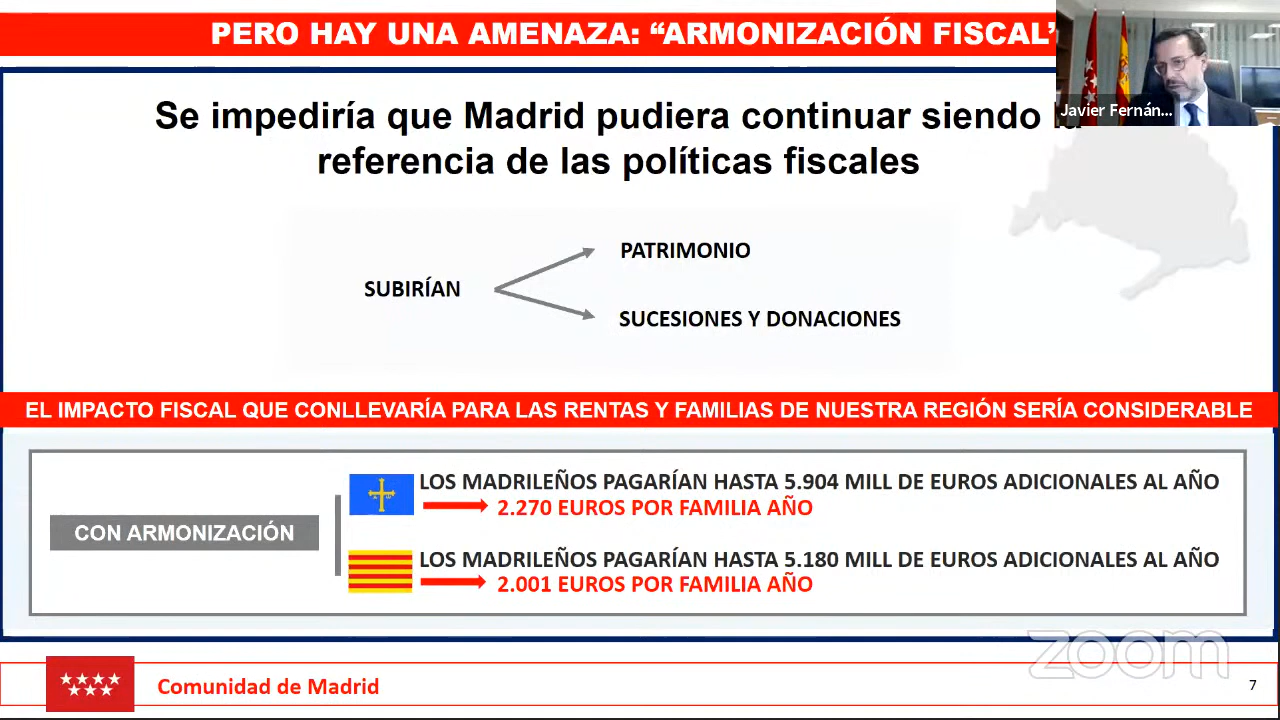 PERO HAY UNA AMENAZA: “ARMONIZACIÓN FISCAL”
Javier Fernán...
Se impediría que Madrid pudiera continuar siendo
referencia de las políticas fiscales
PATRIMONIO
SUBIRÍAN
SUCESIONES Y DONACIONES
EL IMPACTO FISCAL QUE CONLLEVARÍA PARA LAS RENTAS Y FAMILIAS DE NUESTRA REGIÓN SERÍA CONSIDERABLE
CON ARMONIZACIÓN
LOS MADRILEÑOS PAGARÍAN HASTA 5.904 MILL DE EUROS ADICIONALES AL AÑO
2.270 EUROS POR FAMILIA AÑO
LOS MADRILEÑOS PAGARÍAN HASTA 5.180 MILL DE EUROS ADICIONALES AL AÑO
2.001 EUROS POR FAMILIA AÑO
zoom
Comunidad de Madrid
7